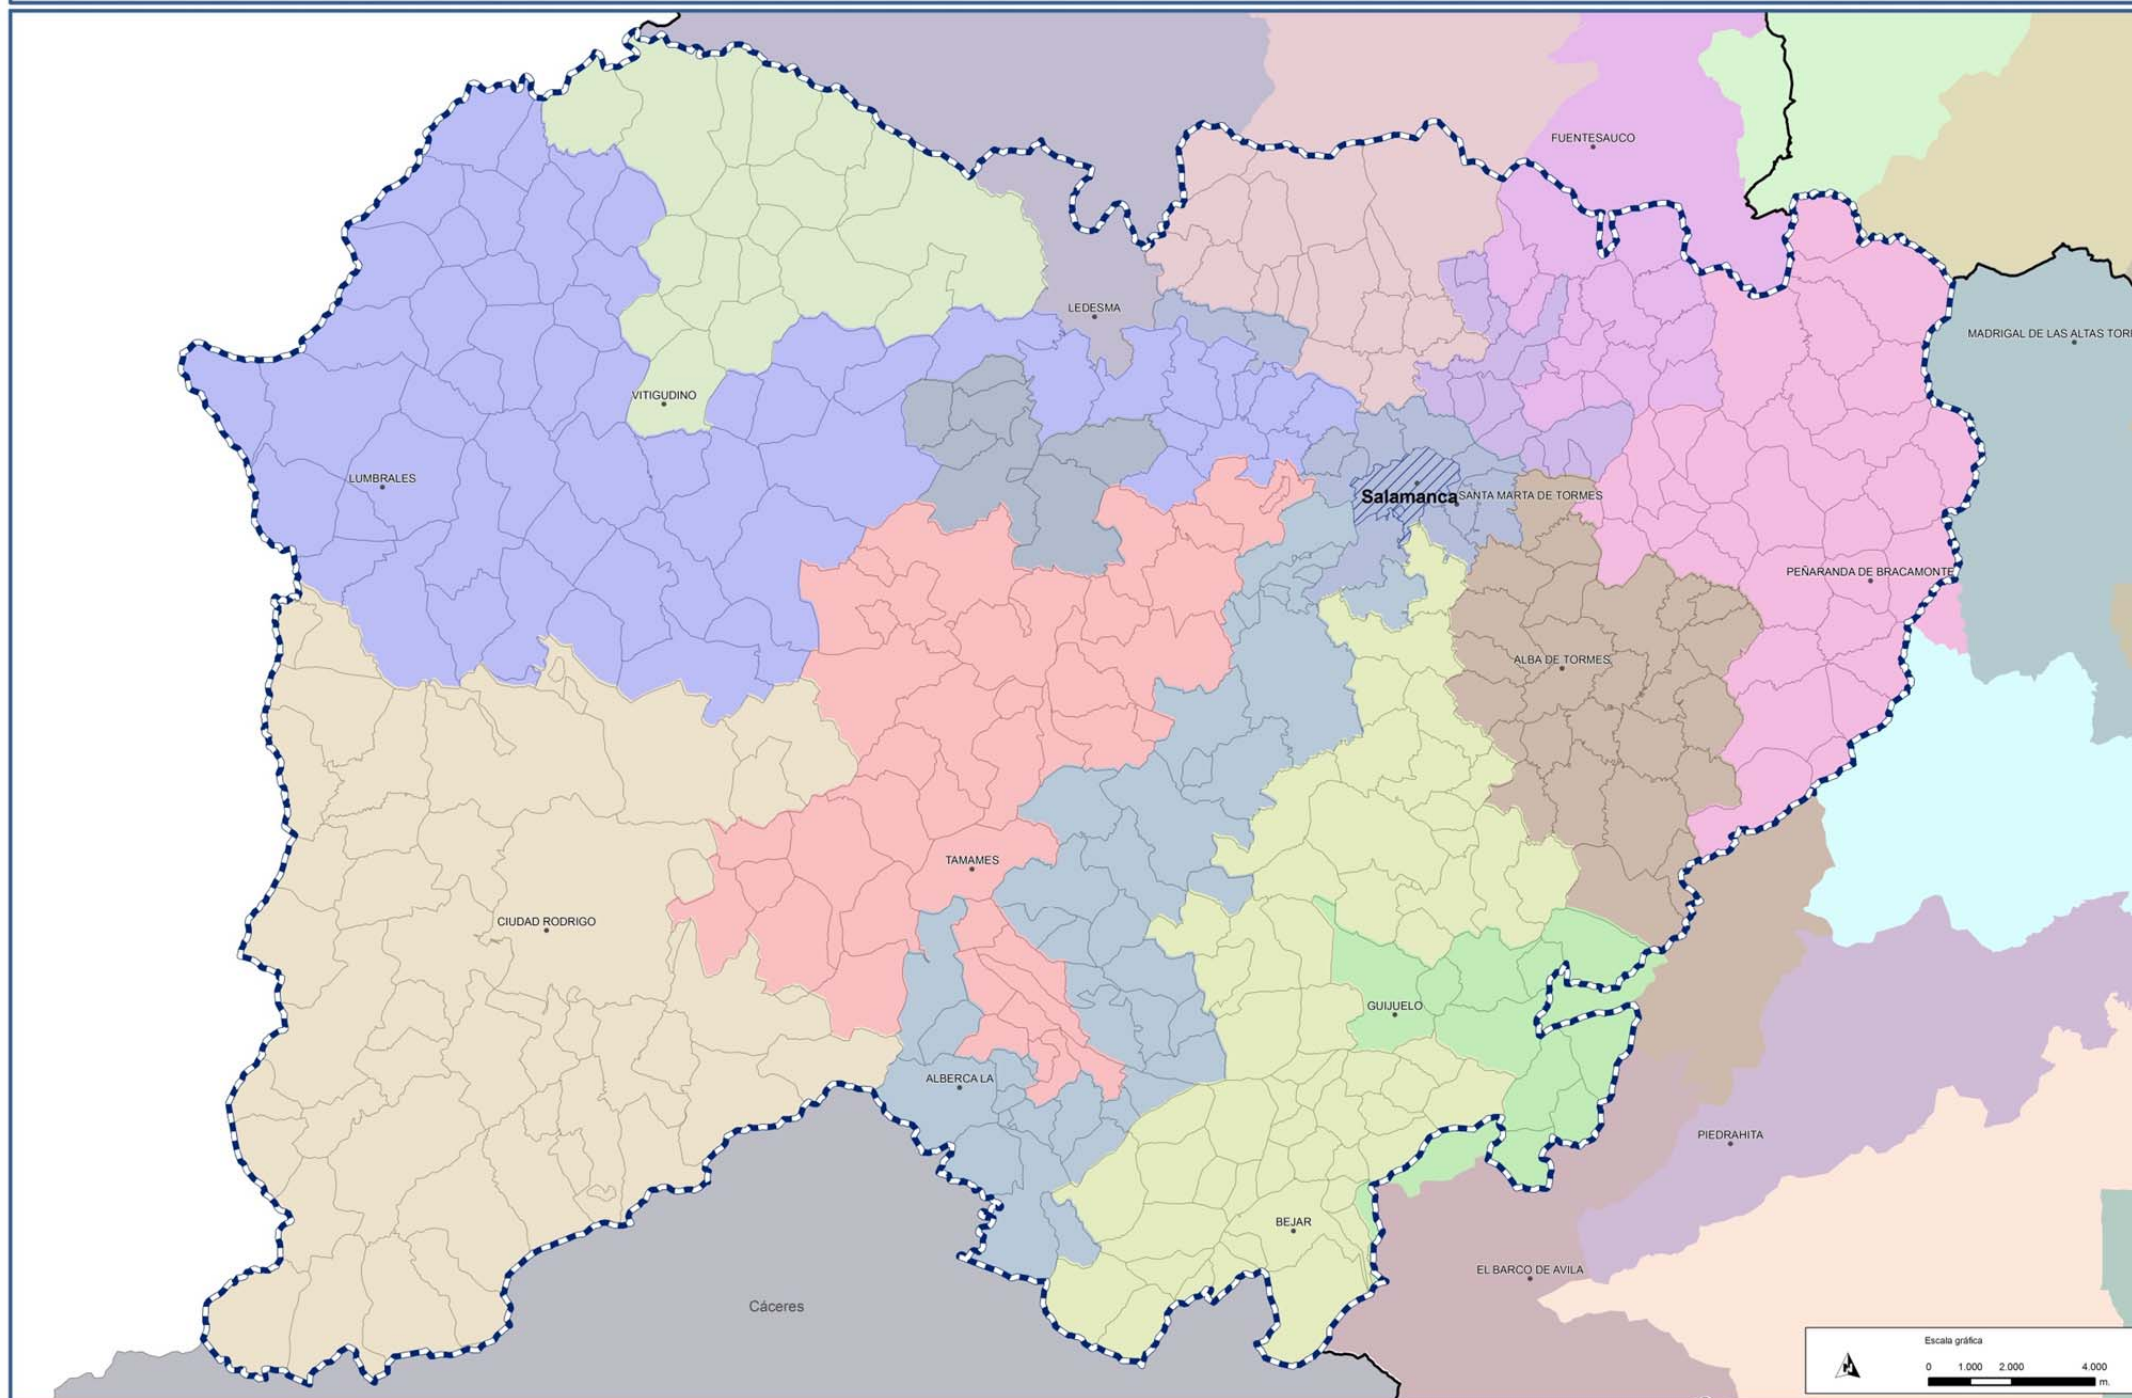 FUENTESAUCO
LEDESMA
MADRIGAL DE LAS ALTAS TOR
VITIGUDINO
LUMBRALES
Salamanca
SANTA MARTA DE TORMES
PEÑARANDA DE BRACAMONTE
ALBA DE TORMES
TAMAMES
CIUDAD RODRIGO
GUIJUELO
ALBERCA LA
PIEDRAHITA
BEJAR
EL BARCO DE AVILA
Cáceres
Escala gráfica
0 1.000 2.000 4.000
m.